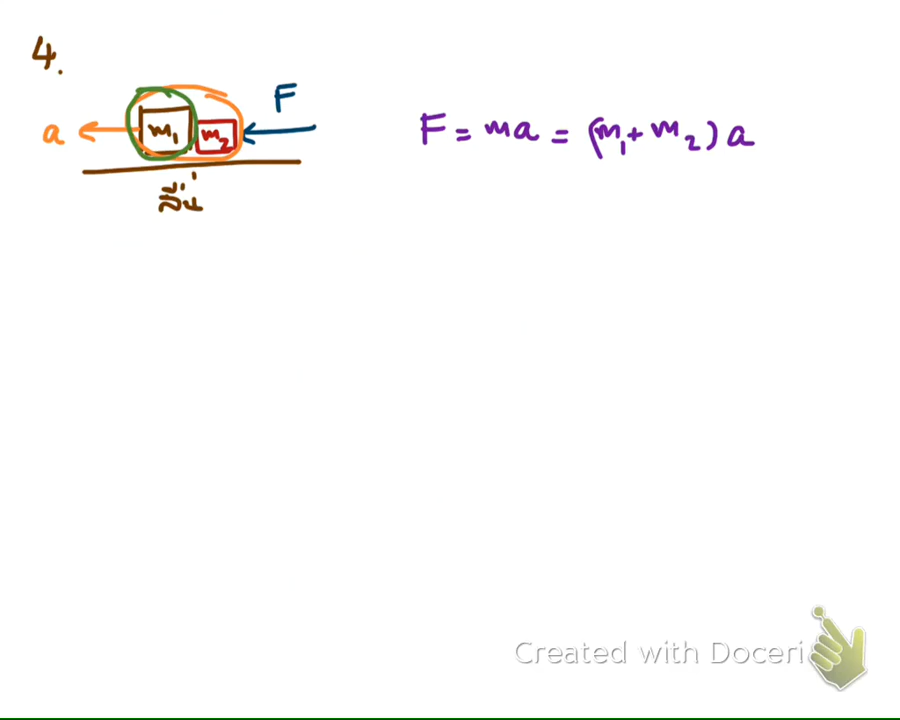 4.
F
a m₁ m₂
ลื่น
F = ma = (m₁ + m₂) a
Created with Doceri